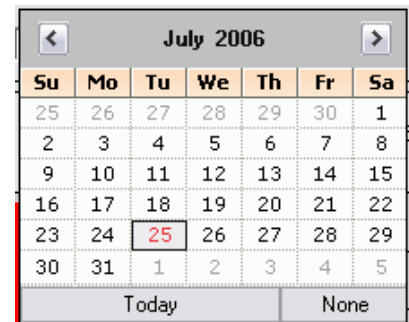 July 2006
Su Mo Tu We Th Fr Sa
25 26 27 28 29 30 1
2 3 4 5 6 7 8
9 10 11 12 13 14 15
16 17 18 19 20 21 22
23 24 25 26 27 28 29
30 31 1 2 3 4 5
Today None